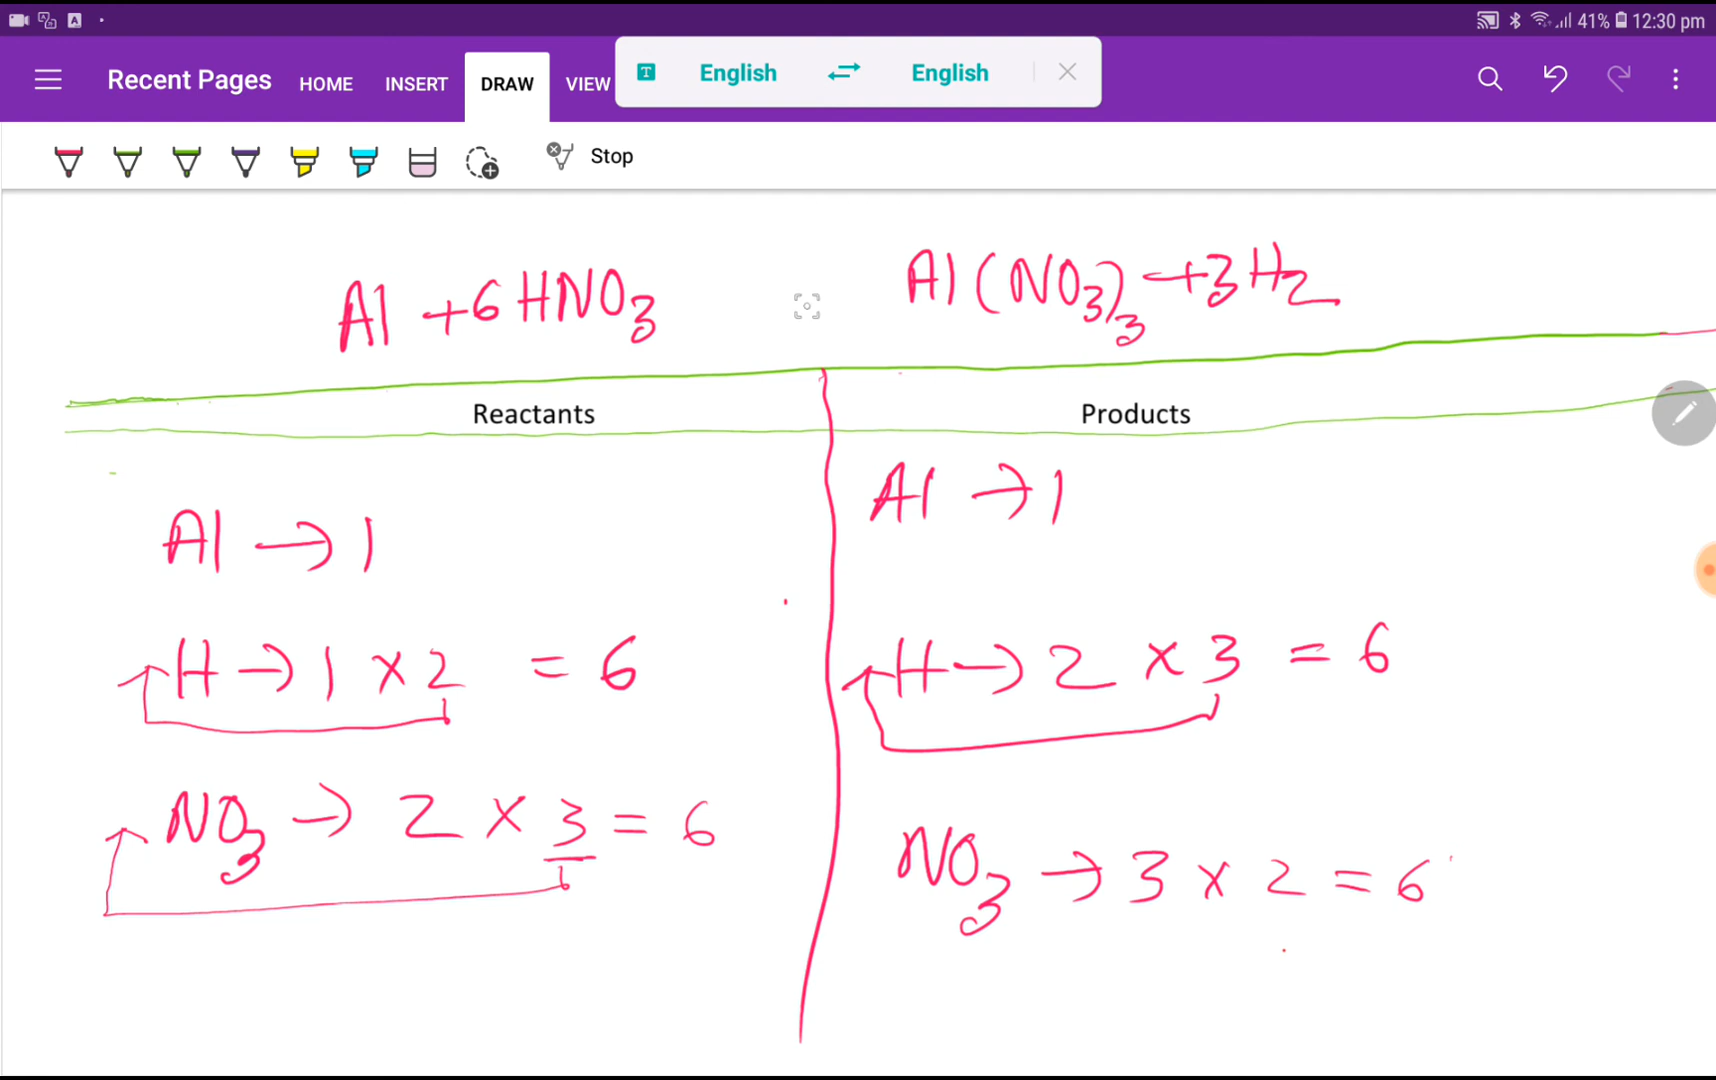 41% 12:30 pm
Recent Pages HOME INSERT DRAW VIEW
English English
Stop
Al + 6 HNO3 Al(NO3)3 + 3 H2
Reactants Products
Al → 1 Al → 1
H → 1 × 2 = 6 H → 2 × 3 = 6
NO3 → 2 × 3 = 6 NO3 → 3 × 2 = 6